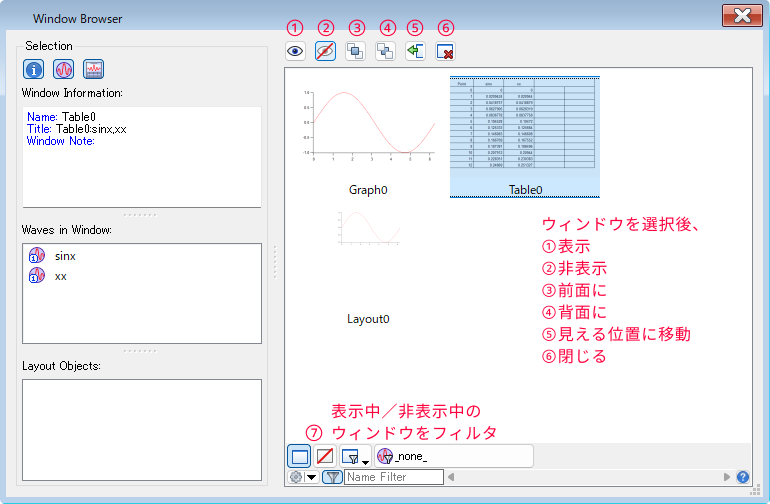 Window Browser
① ② ③ ④ ⑤ ⑥
Selection
Window Information:
Name: Table0
Title: Table0:sinx,xx
Window Note:
Waves in Window:
sinx
xx
Layout Objects:
Graph0
Table0
Layout0
ウィンドウを選択後、
①表示
②非表示
③前面に
④背面に
⑤見える位置に移動
⑥閉じる
表示中／非表示中の
⑦ ウィンドウをフィルタ
_none_
Name Filter